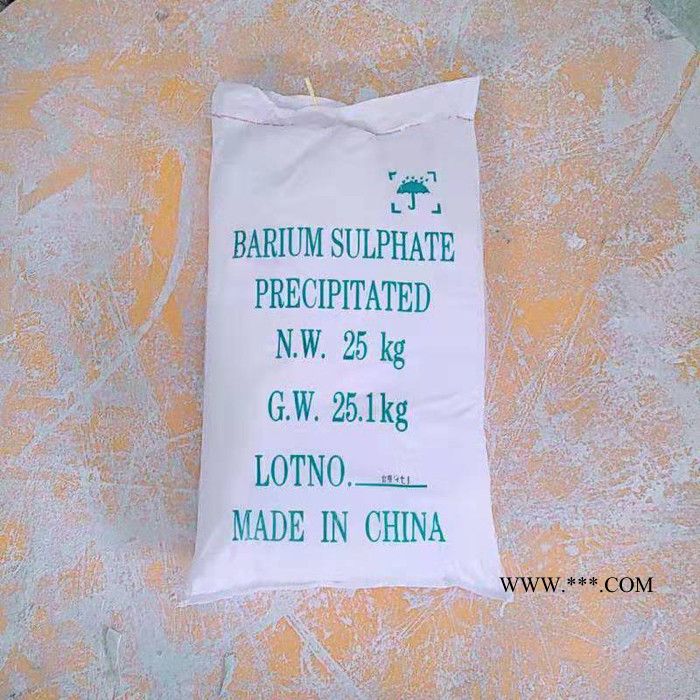 BARIUM SULPHATE
PRECIPITATED
N.W. 25 kg
G.W. 25.1kg
LOTNO.
MADE IN CHINA
WWW.***.COM